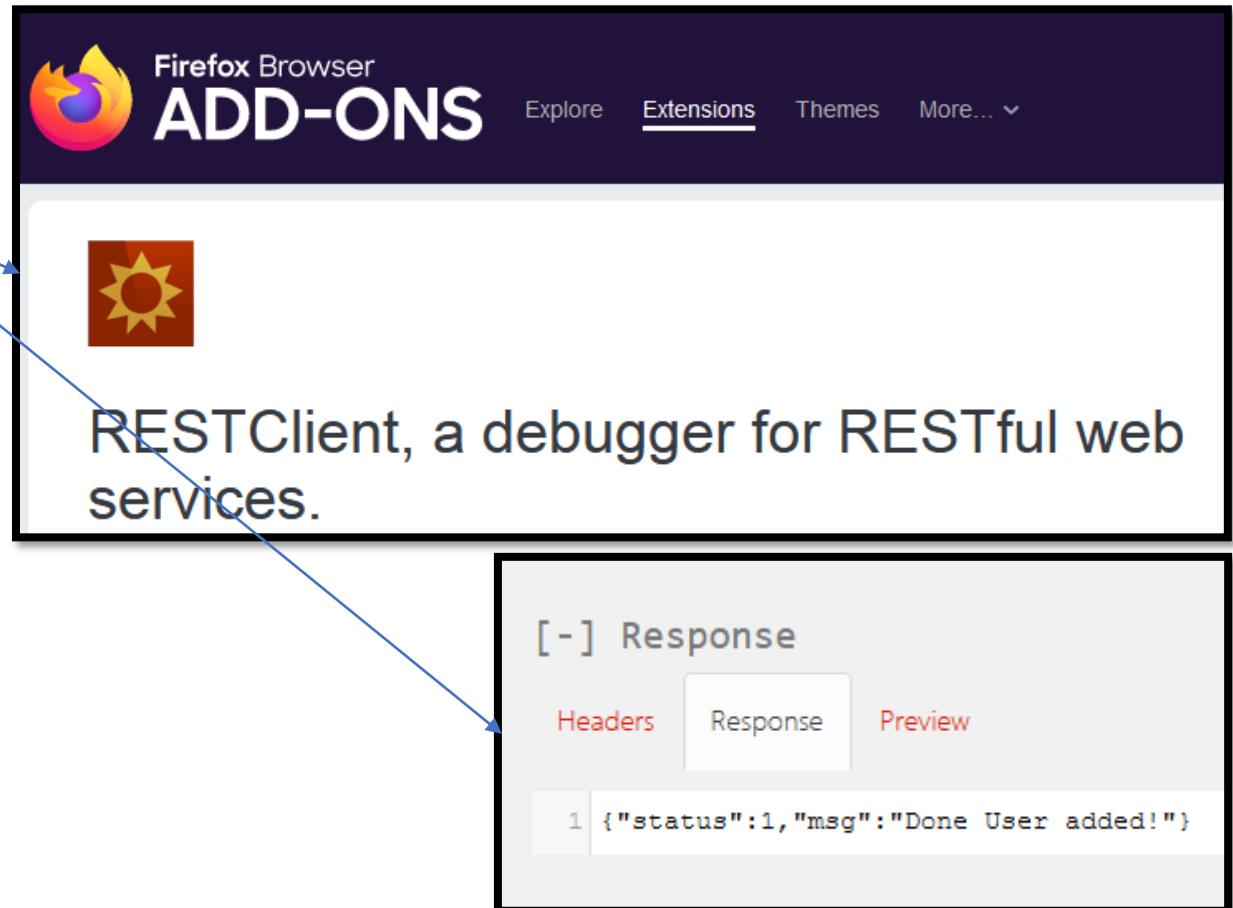 Firefox Browser
ADD-ONS
Explore Extensions Themes More...
RESTClient, a debugger for RESTful web
services.
[-] Response
Headers Response Preview
1 {"status":1,"msg":"Done User added!"}